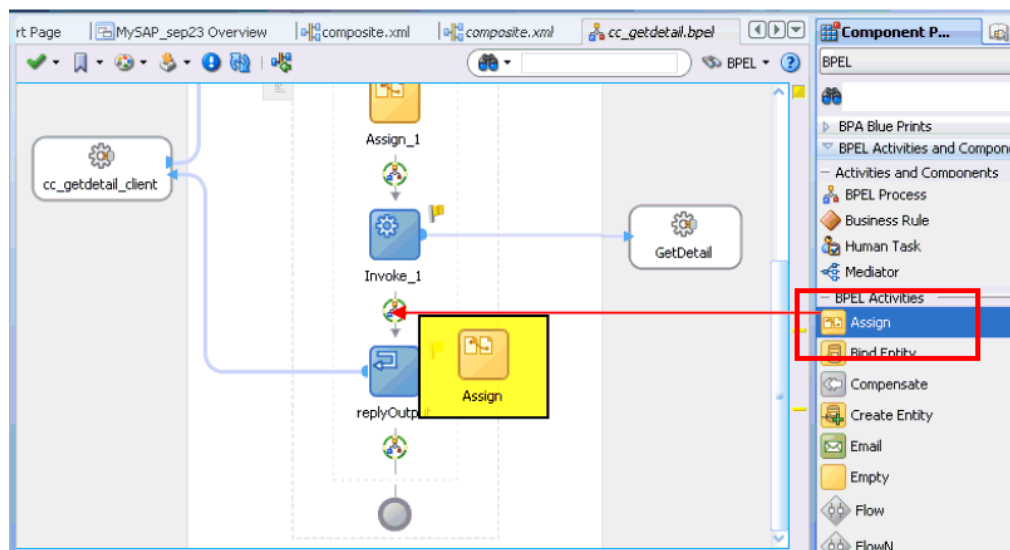 rt Page
MySAP_sep23 Overview
composite.xml
composite.xml
cc_getdetail.bpel
Component P...
BPEL
BPEL
Assign_1
cc_getdetail_client
Invoke_1
GetDetail
Assign
replyOutput
BPA Blue Prints
BPEL Activities and Compone
Activities and Components
BPEL Process
Business Rule
Human Task
Mediator
BPEL Activities
Assign
Bind Entity
Compensate
Create Entity
Email
Empty
Flow
FlowN